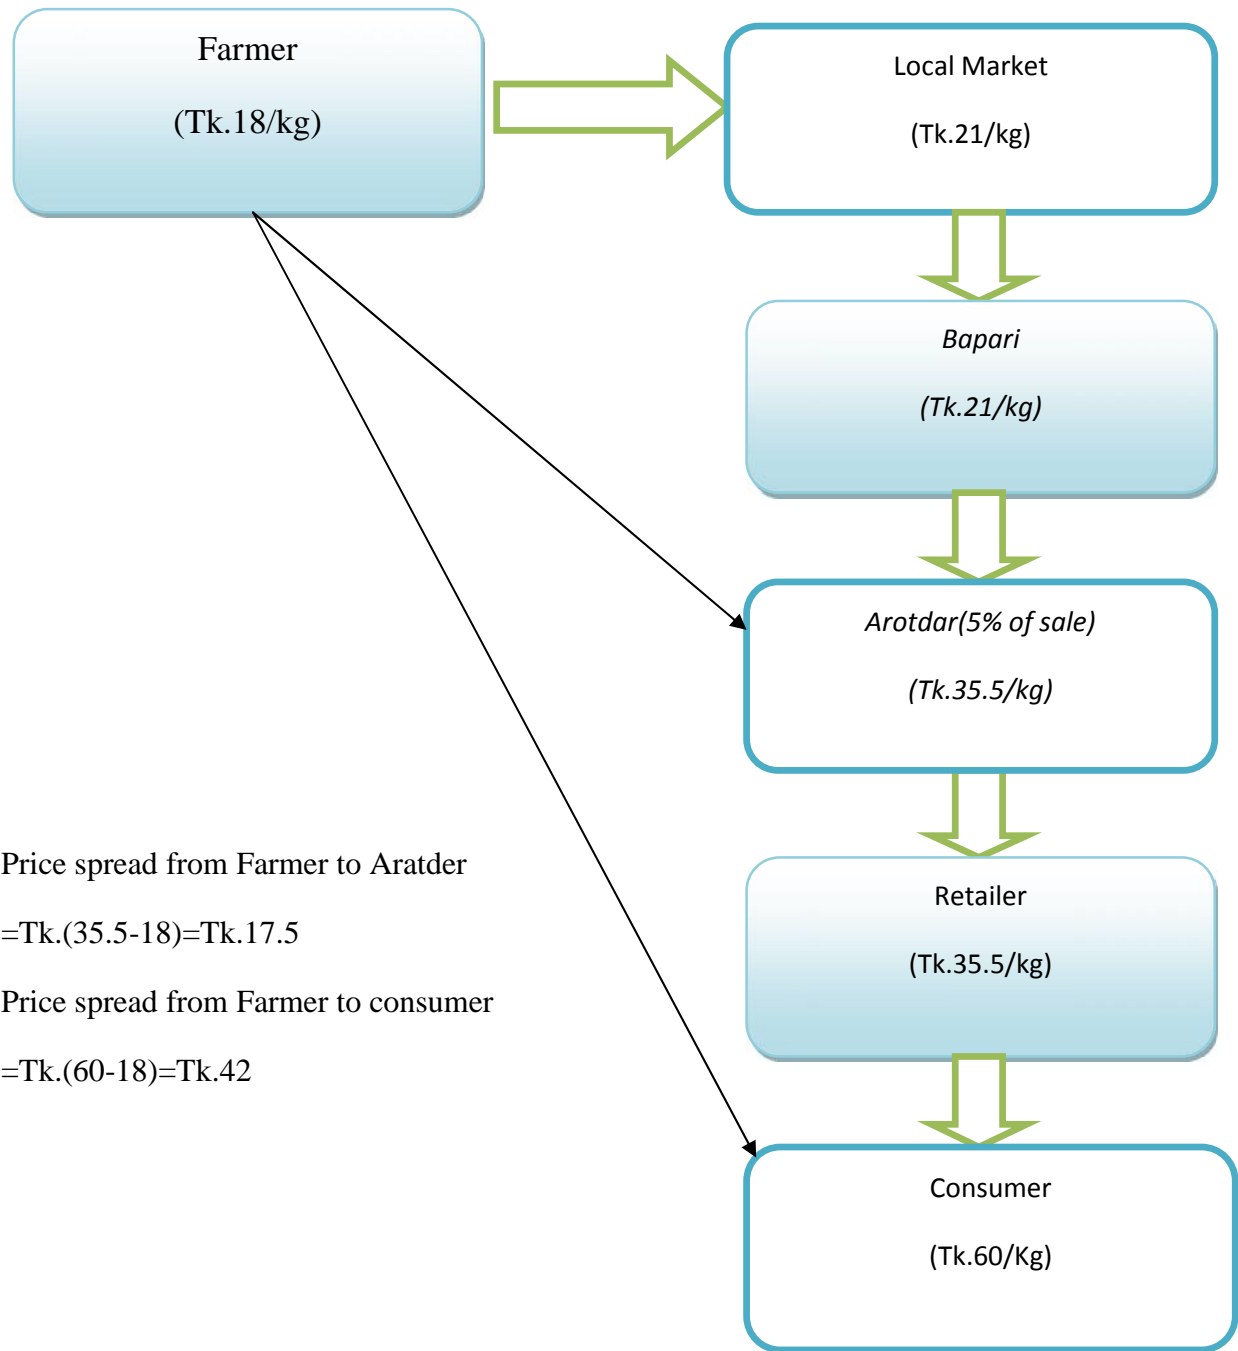 Farmer
(Tk.18/kg)
Local Market
(Tk.21/kg)
Bapari
(Tk.21/kg)
Arotdar(5% of sale)
(Tk.35.5/kg)
Price spread from Farmer to Aratder
=Tk.(35.5-18)=Tk.17.5
Price spread from Farmer to consumer
=Tk.(60-18)=Tk.42
Retailer
(Tk.35.5/kg)
Consumer
(Tk.60/Kg)